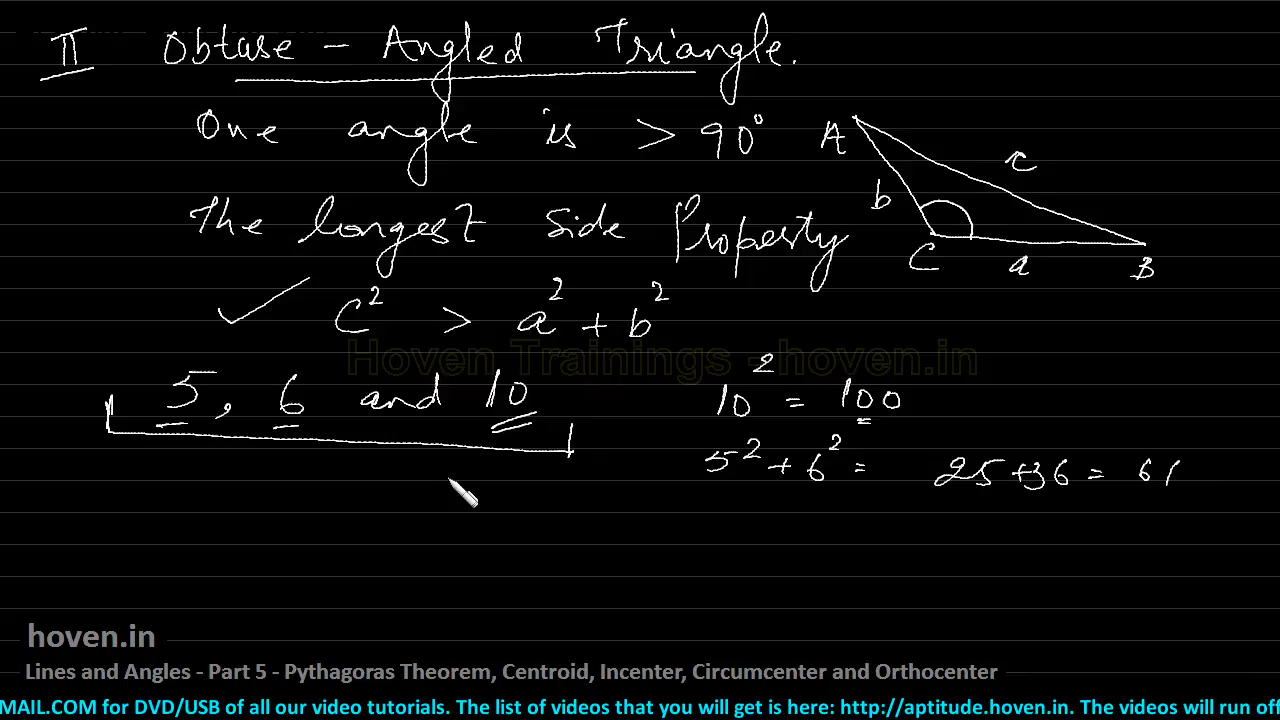 II Obtuse - Angled Triangle.
One angle is > 90°
A
c
b
The longest side Property
C a B
c² > a² + b²
Hoven Trainings - hoven.in
5, 6 and 10
10² = 100
5² + 6² = 25 + 36 = 61
hoven.in
Lines and Angles - Part 5 - Pythagoras Theorem, Centroid, Incenter, Circumcenter and Orthocenter
MAIL.COM for DVD/USB of all our video tutorials. The list of videos that you will get is here: http://aptitude.hoven.in. The videos will run off